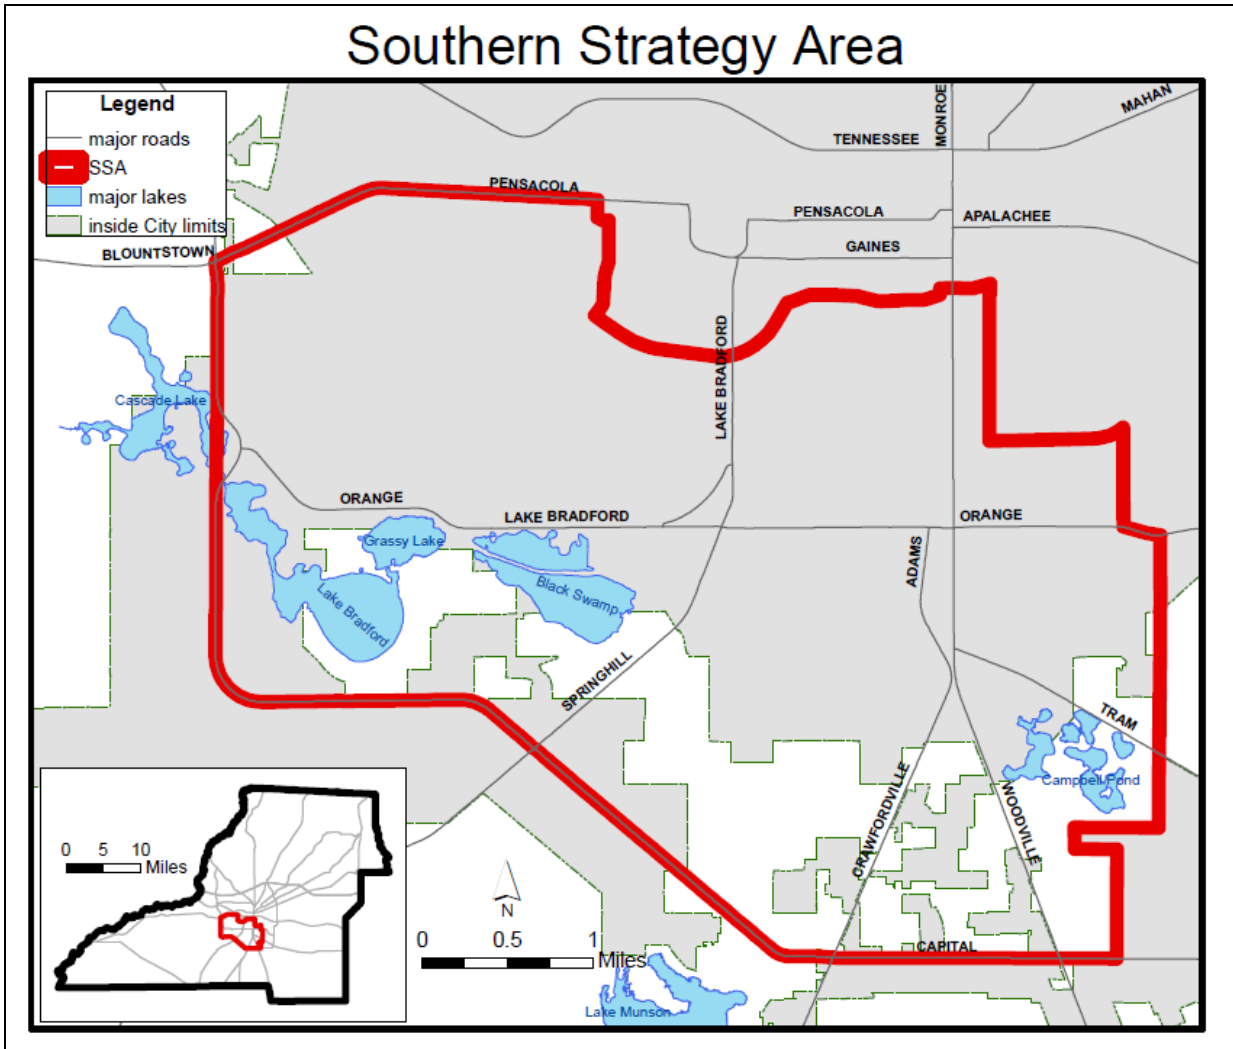 Southern Strategy Area
Legend
major roads
SSA
major lakes
inside City limits
MONROE
MAHAN
TENNESSEE
PENSACOLA
PENSACOLA
APALACHEE
BLOUNTSTOWN
GAINES
LAKE BRADFORD
Cascade Lake
ORANGE
LAKE BRADFORD
ORANGE
Grassy Lake
ADAMS
Black Swamp
Lake Bradford
SPRINGHILL
TRAM
Campbell Pond
CRAWFORDVILLE
WOODVILLE
0 5 10
Miles
N
0 0.5 1
Miles
CAPITAL
Lake Munson